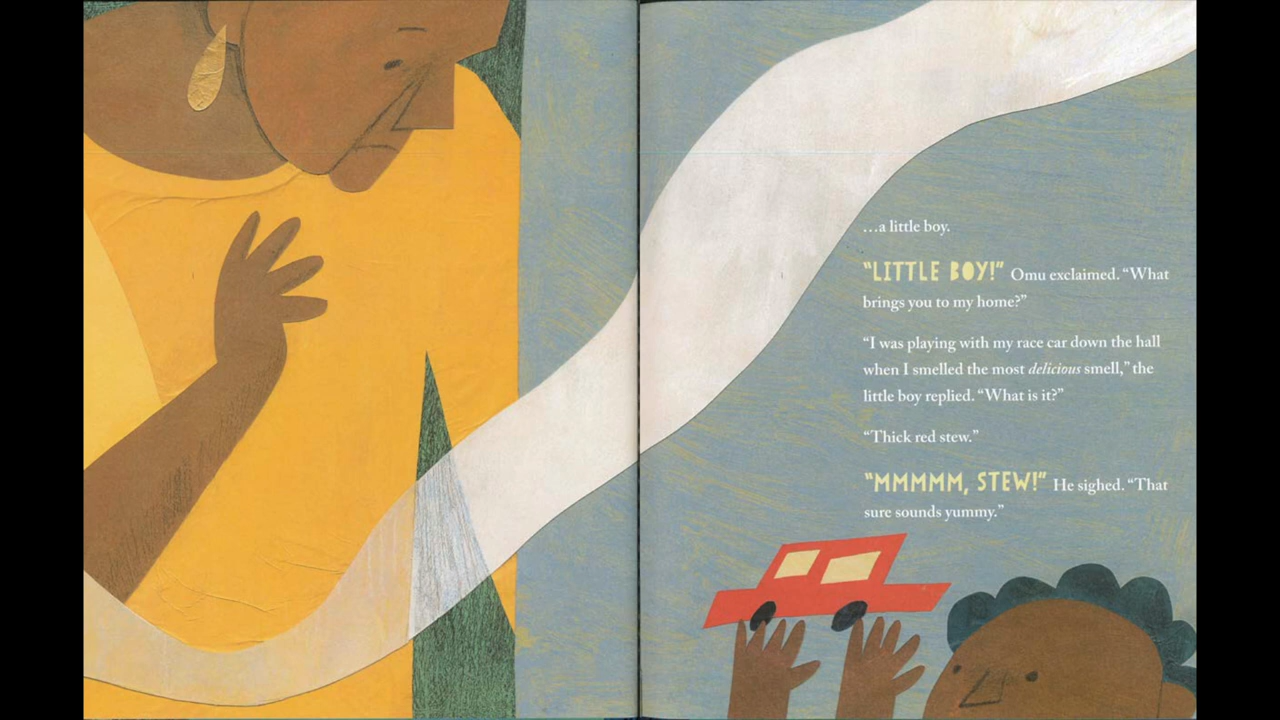 …a little boy.
“LITTLE BOY!” Omu exclaimed. “What
brings you to my home?”
“I was playing with my race car down the hall
when I smelled the most delicious smell,” the
little boy replied. “What is it?”
“Thick red stew.”
“MMMMM, STEW!” He sighed. “That
sure sounds yummy.”